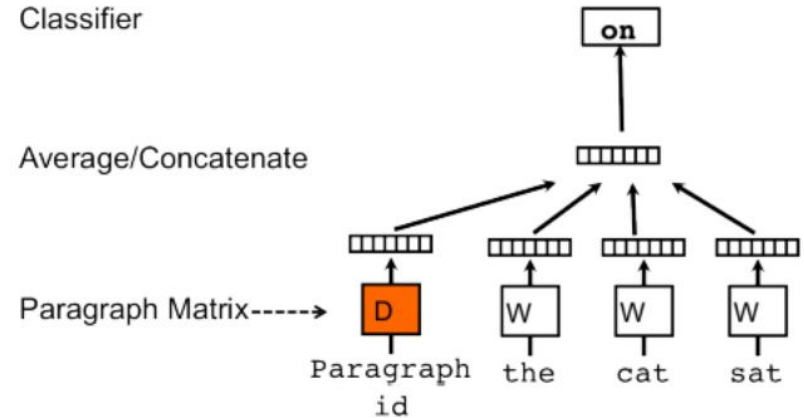 Classifier
on
Average/Concatenate
Paragraph Matrix---->
D
W
W
W
Paragraph
id
the
cat
sat